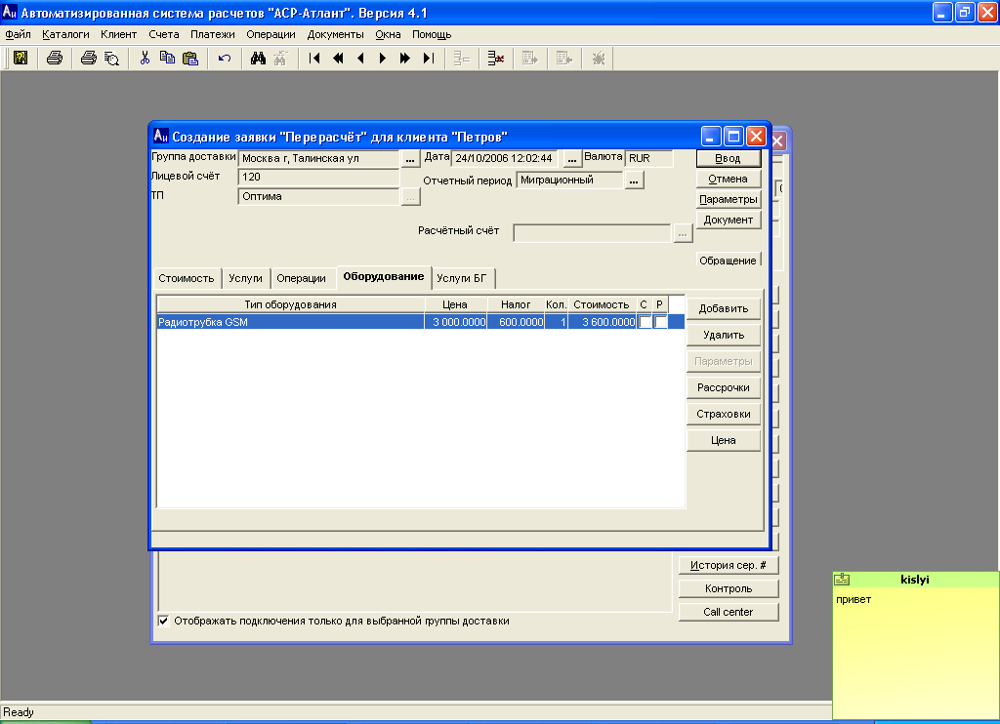 Автоматизированная система расчетов "АСР-Атлант". Версия 4.1
Файл Каталоги Клиент Счета Платежи Операции Документы Окна Помощь
Создание заявки "Перерасчёт" для клиента "Петров"
Группа доставки Москва г, Талинская ул ... Дата 24/10/2006 12:02:44 ... Валюта RUR Ввод
Лицевой счёт 120 Отчетный период Миграционный ... Отмена
ТП Оптима ... Параметры
Документ
Расчётный счёт ...
Обращение
Стоимость Услуги Операции Оборудование Услуги БГ
Тип оборудования Цена Налог Кол. Стоимость С Р
Радиотрубка GSM 3 000.0000 600.0000 1 3 600.0000
Добавить
Удалить
Параметры
Рассрочки
Страховки
Цена
История сер. #
Контроль
Call center
Отображать подключения только для выбранной группы доставки
kislyi
привет
Ready